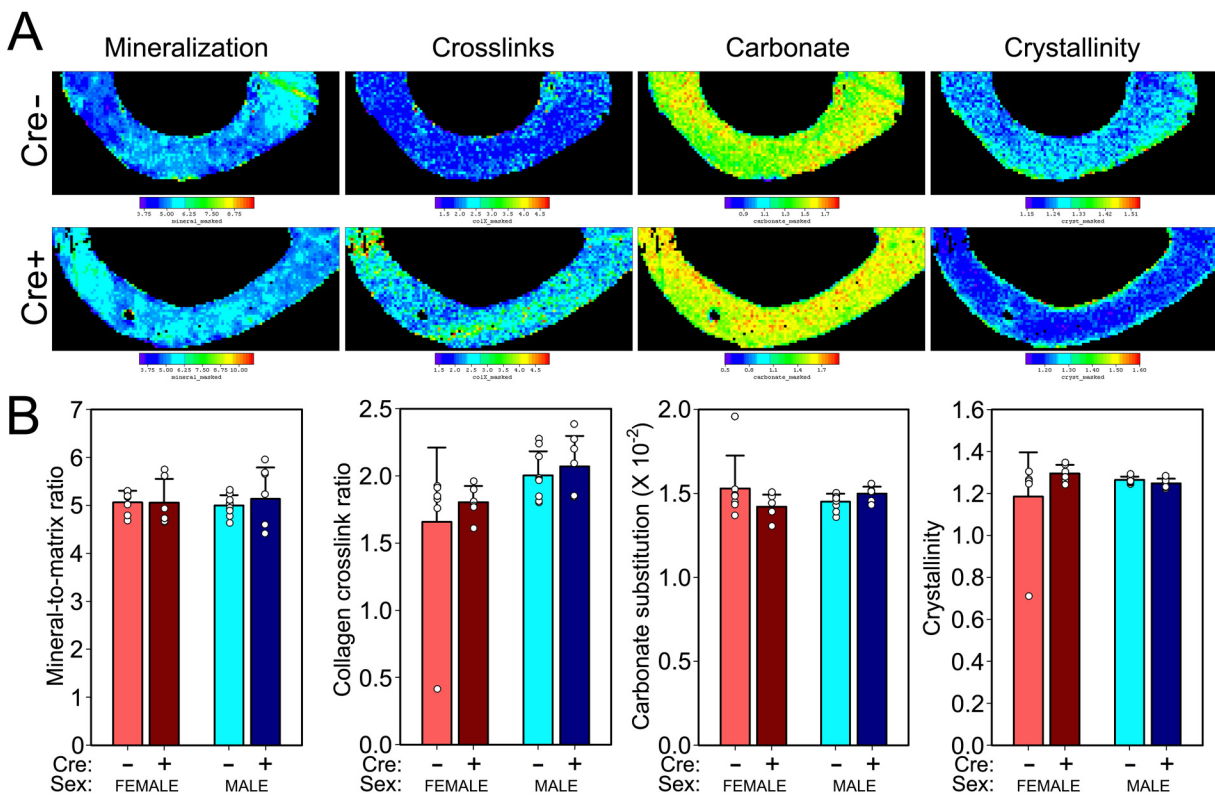 A
Mineralization Crosslinks Carbonate Crystallinity
Cre-
3.75 5.00 6.25 7.50 8.75
mineral_masked
1.5 2.0 2.5 3.0 3.5 4.0 4.5
colX_masked
0.9 1.1 1.3 1.5 1.7
carbonate_masked
1.15 1.24 1.33 1.42 1.51
cryst_masked
Cre+
3.75 5.00 6.25 7.50 8.75 10.00
mineral_masked
1.5 2.0 2.5 3.0 3.5 4.0 4.5
colX_masked
0.5 0.8 1.1 1.4 1.7
carbonate_masked
1.20 1.30 1.40 1.50 1.60
cryst_masked
B
Mineral-to-matrix ratio
7
6
5
4
3
2
1
0
Cre: – + – +
Sex: FEMALE MALE
Collagen crosslink ratio
2.5
2.0
1.5
1.0
0.5
0.0
– + – +
FEMALE MALE
Carbonate substitution (X 10⁻²)
2.0
1.5
1.0
0.5
0.0
– + – +
FEMALE MALE
Crystallinity
1.6
1.4
1.2
1.0
0.8
0.6
0.4
0.2
0.0
– + – +
FEMALE MALE